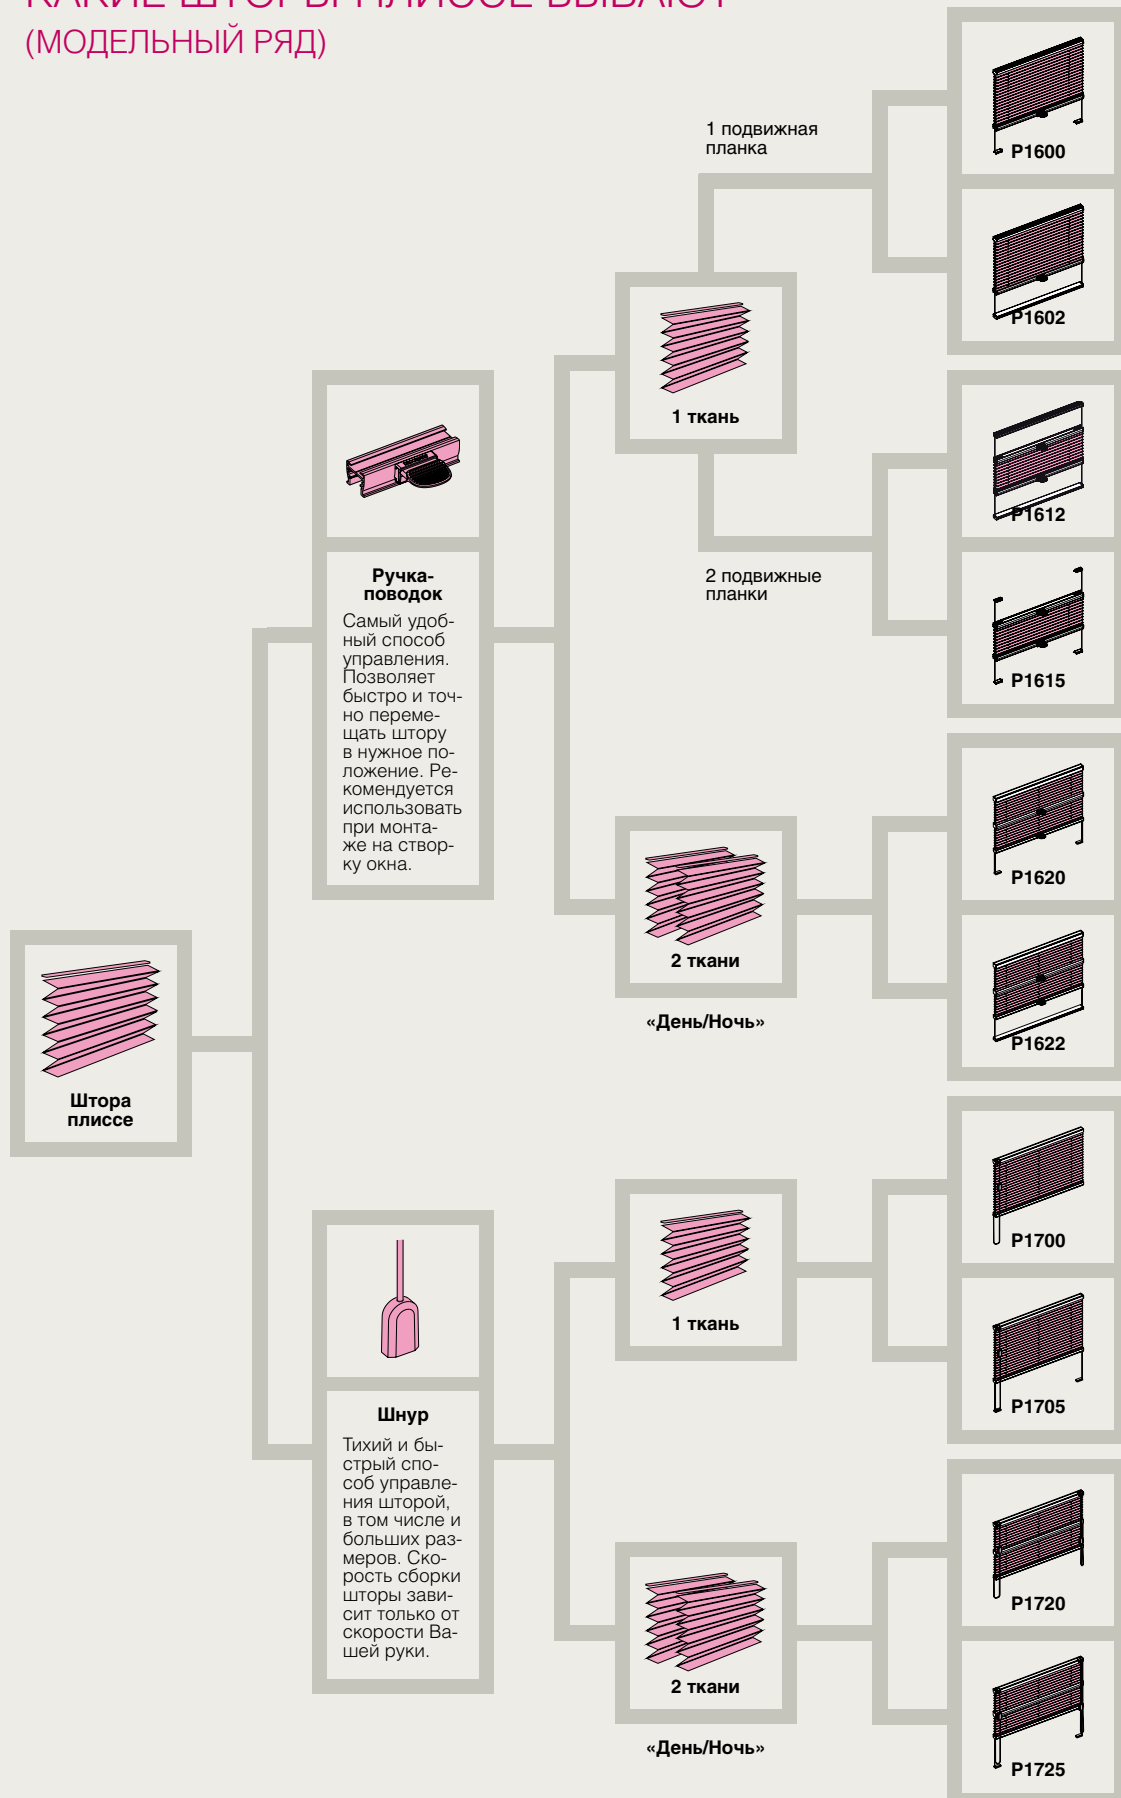 КАКИЕ ШТОРЫ ПЛИССЕ БЫВАЮТ
(МОДЕЛЬНЫЙ РЯД)
1 подвижная
планка
P1600
P1602
1 ткань
P1612
2 подвижные
планки
P1615
Ручка-
поводок
Самый удоб-
ный способ
управления.
Позволяет
быстро и точ-
но переме-
щать штору
в нужное по-
ложение. Ре-
комендуется
использовать
при монта-
же на створ-
ку окна.
P1620
2 ткани
«День/Ночь»
P1622
Штора
плиссе
P1700
1 ткань
P1705
Шнур
Тихий и бы-
стрый спо-
соб управле-
ния шторой,
в том числе и
больших раз-
меров. Ско-
рость сборки
шторы зави-
сит только от
скорости Ва-
шей руки.
P1720
2 ткани
«День/Ночь»
P1725